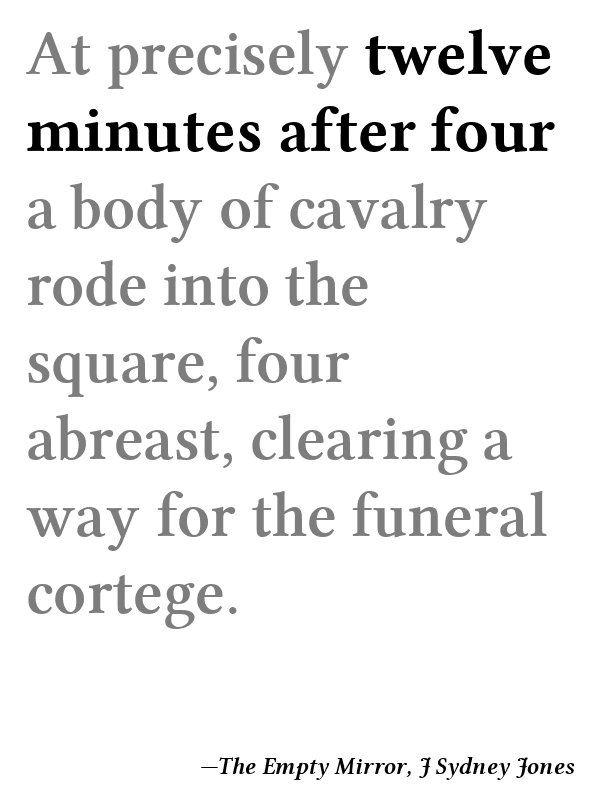 At precisely twelve
minutes after four
a body of cavalry
rode into the
square, four
abreast, clearing a
way for the funeral
cortege.
—The Empty Mirror, J Sydney Jones